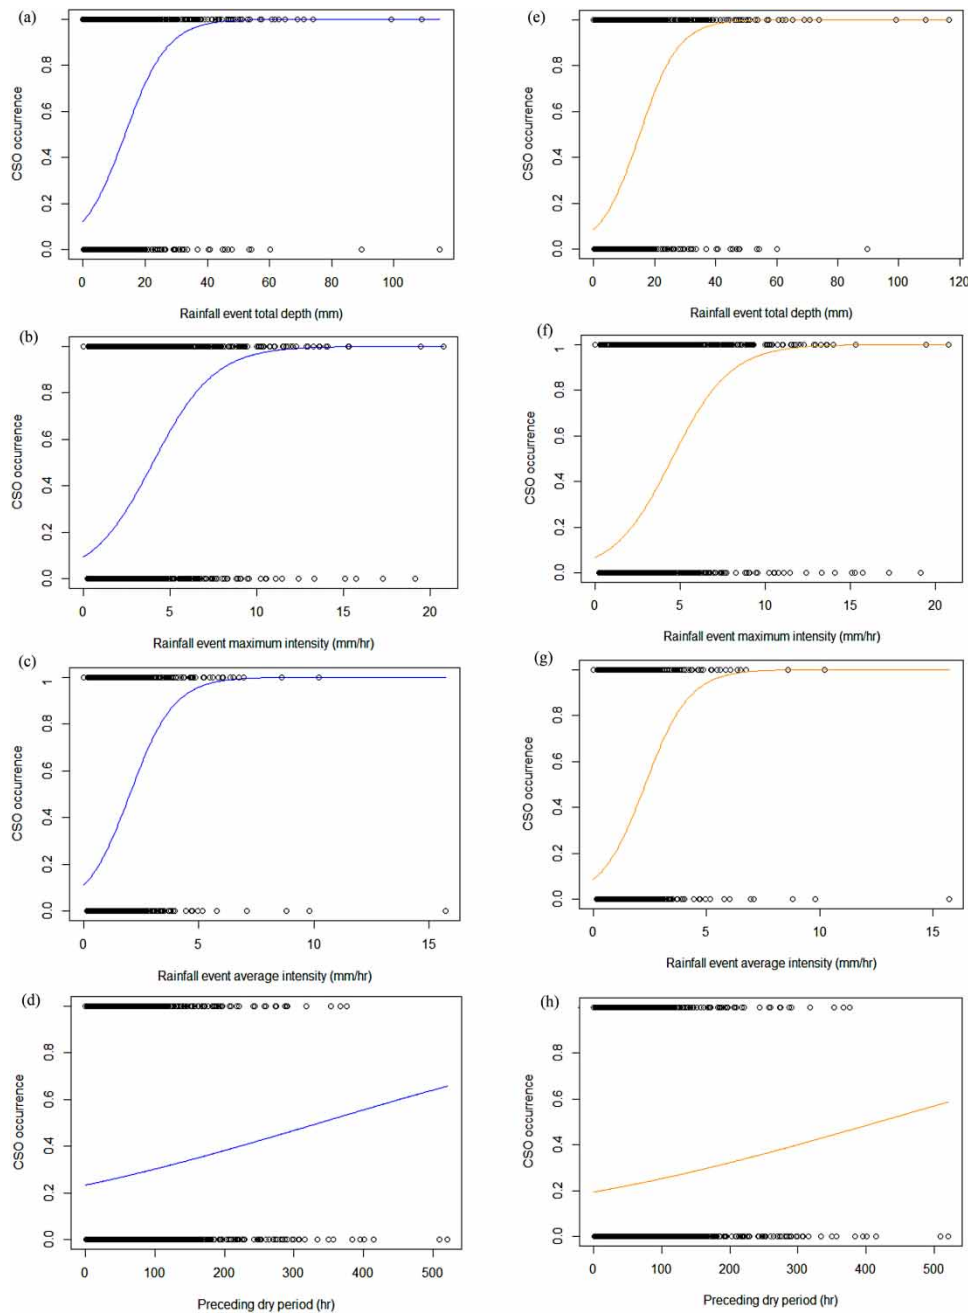 (a)
CSO occurrence
0.0 0.2 0.4 0.6 0.8 1.0
0 20 40 60 80 100
Rainfall event total depth (mm)
(e)
CSO occurrence
0.0 0.2 0.4 0.6 0.8 1.0
0 20 40 60 80 100 120
Rainfall event total depth (mm)
(b)
CSO occurrence
0.0 0.2 0.4 0.6 0.8 1
0 5 10 15 20
Rainfall event maximum intensity (mm/hr)
(f)
CSO occurrence
0.0 0.2 0.4 0.6 0.8 1
0 5 10 15 20
Rainfall event maximum intensity (mm/hr)
(c)
CSO occurrence
0.0 0.2 0.4 0.6 0.8 1
0 5 10 15
Rainfall event average intensity (mm/hr)
(g)
CSO occurrence
0.0 0.2 0.4 0.6 0.8 1
0 5 10 15
Rainfall event average intensity (mm/hr)
(d)
CSO occurrence
0.0 0.2 0.4 0.6 0.8
0 100 200 300 400 500
Preceding dry period (hr)
(h)
CSO occurrence
0.0 0.2 0.4 0.6 0.8
0 100 200 300 400 500
Preceding dry period (hr)